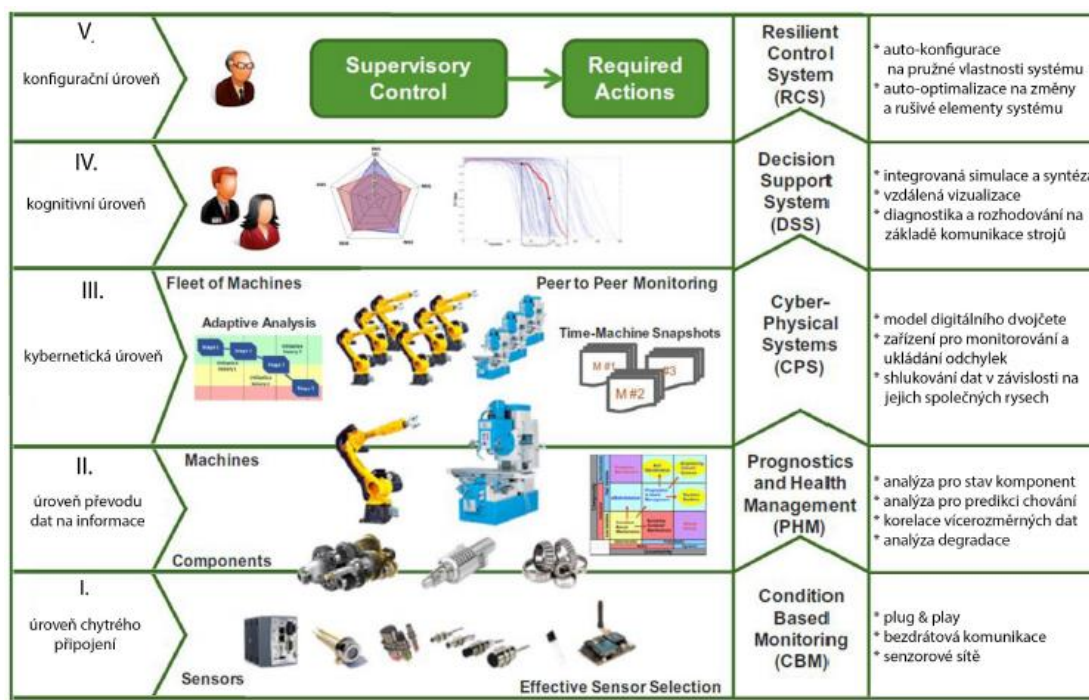 V.
konfigurační úroveň
Supervisory
Control
Required
Actions
Resilient
Control
System
(RCS)
* auto-konfigurace
na pružné vlastnosti systému
* auto-optimalizace na změny
a rušivé elementy systému
IV.
kognitivní úroveň
Decision
Support
System
(DSS)
* integrovaná simulace a syntéza
* vzdálená vizualizace
* diagnostika a rozhodování na
základě komunikace strojů
III.
kybernetická úroveň
Fleet of Machines
Adaptive Analysis
Peer to Peer Monitoring
Time-Machine Snapshots
M #1
#3
M #2
Cyber-
Physical
Systems
(CPS)
* model digitálního dvojčete
* zařízení pro monitorování a
ukládání odchylek
* shlukování dat v závislosti na
jejich společných rysech
II.
úroveň převodu
dat na informace
Machines
Components
Prognostics
and Health
Management
(PHM)
* analýza pro stav komponent
* analýza pro predikci chování
* korelace vícerozměrných dat
* analýza degradace
I.
úroveň chytrého
připojení
Sensors
Effective Sensor Selection
Condition
Based
Monitoring
(CBM)
* plug & play
* bezdrátová komunikace
* senzorové sítě